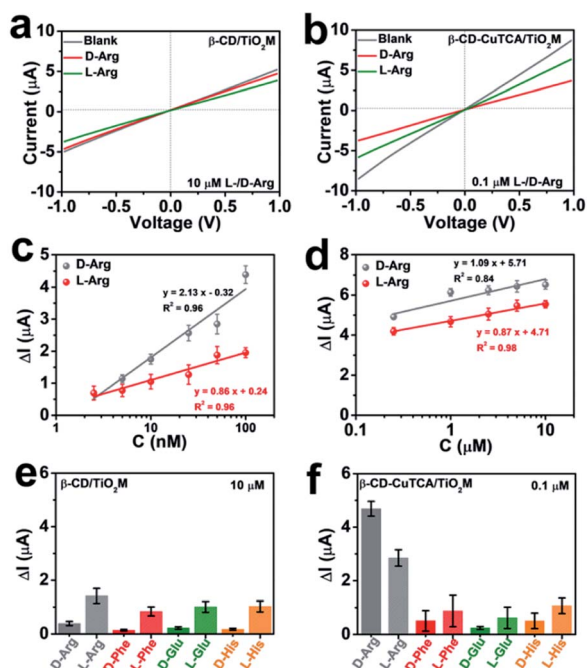 a
Blank
D-Arg
L-Arg
β-CD/TiO2M
10 μM L-/D-Arg
Current (μA)
10
5
0
-5
-10
-1.0 -0.5 0.0 0.5 1.0
Voltage (V)
b
Blank
D-Arg
L-Arg
β-CD-CuTCA/TiO2M
0.1 μM L-/D-Arg
Current (μA)
10
5
0
-5
-10
-1.0 -0.5 0.0 0.5 1.0
Voltage (V)
c
D-Arg
L-Arg
y = 2.13 x - 0.32
R2 = 0.96
y = 0.86 x + 0.24
R2 = 0.96
ΔI (μA)
5
4
3
2
1
0
1 10 100
C (nM)
d
D-Arg
L-Arg
y = 1.09 x + 5.71
R2 = 0.84
y = 0.87 x + 4.71
R2 = 0.98
ΔI (μA)
8
6
4
2
0
0.1 1 10
C (μM)
e
β-CD/TiO2M
10 μM
ΔI (μA)
6
4
2
0
D-Arg
L-Arg
D-Phe
L-Phe
D-Glu
L-Glu
D-His
L-His
f
β-CD-CuTCA/TiO2M
0.1 μM
ΔI (μA)
6
4
2
0
D-Arg
L-Arg
D-Phe
L-Phe
D-Glu
L-Glu
D-His
L-His